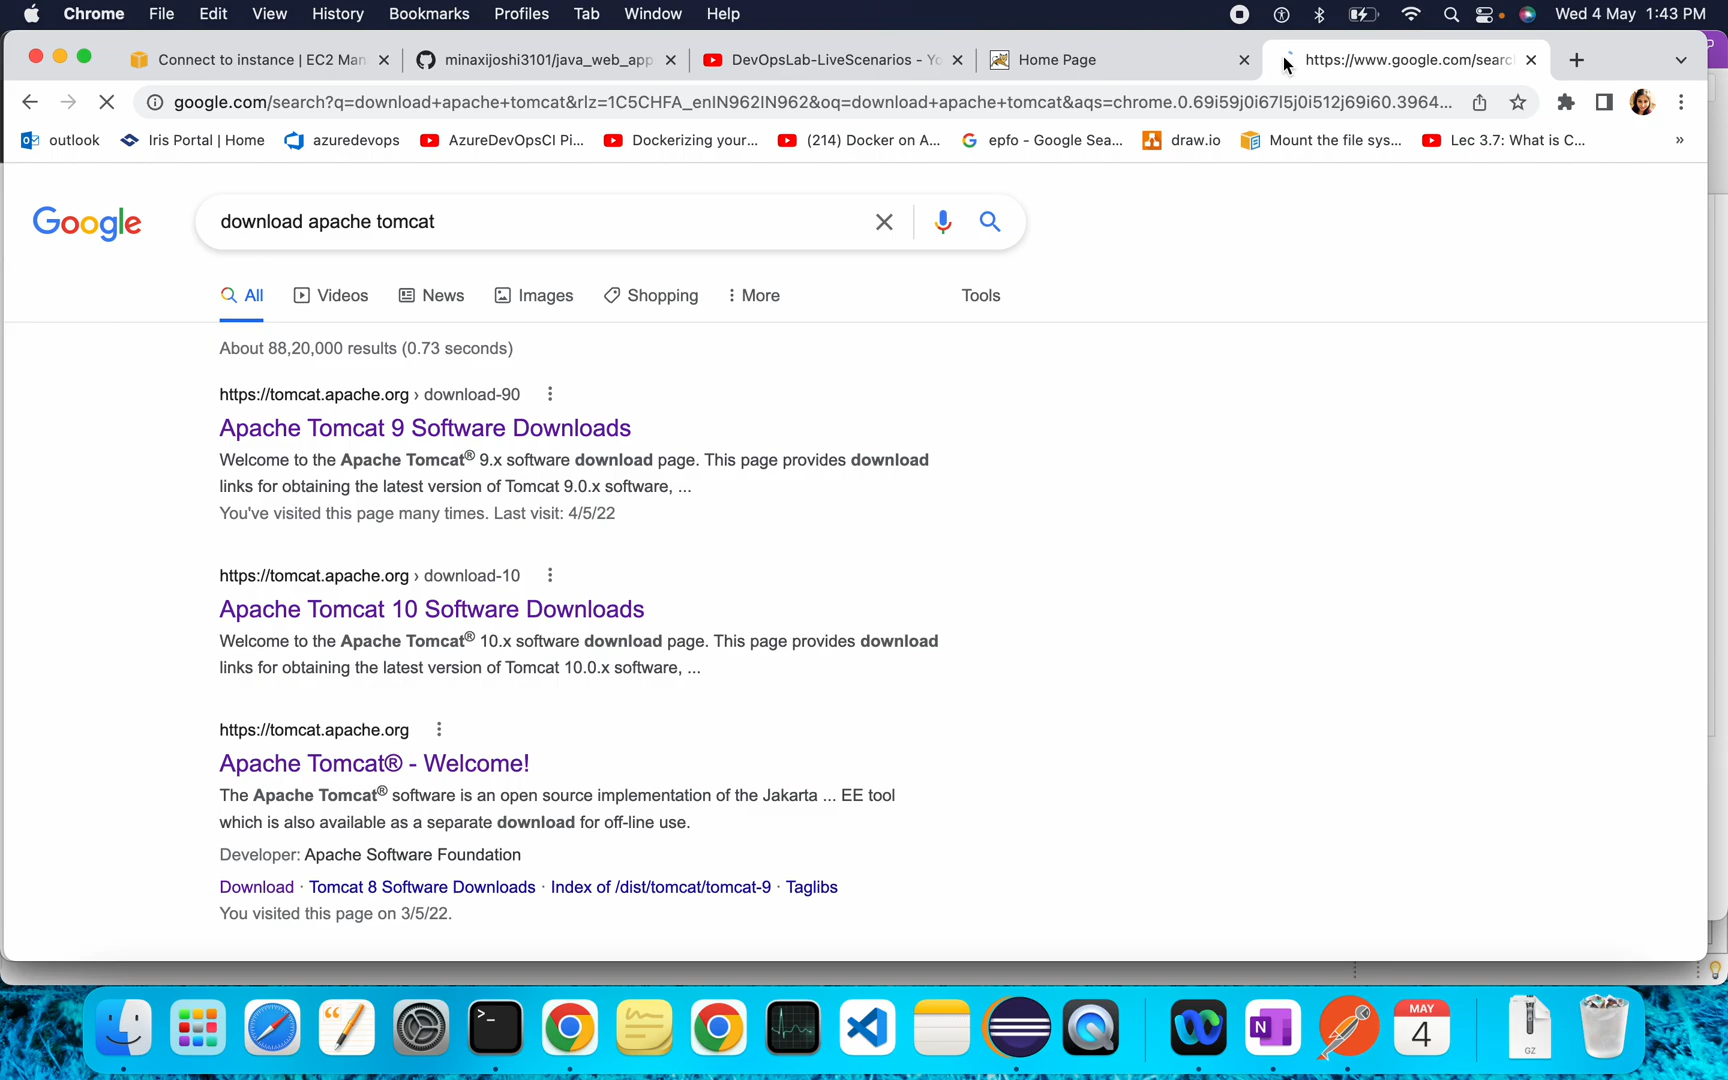 Chrome File Edit View History Bookmarks Profiles Tab Window Help Wed 4 May 1:43 PM
Connect to instance | EC2 Man minaxijoshi3101/java_web_app DevOpsLab-LiveScenarios - Yo Home Page https://www.google.com/searc
google.com/search?q=download+apache+tomcat&rlz=1C5CHFA_enIN962IN962&oq=download+apache+tomcat&aqs=chrome.0.69i59j0i67l5j0i512j69i60.3964...
outlook Iris Portal | Home azuredevops AzureDevOpsCI Pi... Dockerizing your... (214) Docker on A... epfo - Google Sea... draw.io Mount the file sys... Lec 3.7: What is C... »
Google download apache tomcat
All Videos News Images Shopping More Tools
About 88,20,000 results (0.73 seconds)
https://tomcat.apache.org › download-90
Apache Tomcat 9 Software Downloads
Welcome to the Apache Tomcat® 9.x software download page. This page provides download
links for obtaining the latest version of Tomcat 9.0.x software, ...
You've visited this page many times. Last visit: 4/5/22
https://tomcat.apache.org › download-10
Apache Tomcat 10 Software Downloads
Welcome to the Apache Tomcat® 10.x software download page. This page provides download
links for obtaining the latest version of Tomcat 10.0.x software, ...
https://tomcat.apache.org
Apache Tomcat® - Welcome!
The Apache Tomcat® software is an open source implementation of the Jakarta ... EE tool
which is also available as a separate download for off-line use.
Developer: Apache Software Foundation
Download · Tomcat 8 Software Downloads · Index of /dist/tomcat/tomcat-9 · Taglibs
You visited this page on 3/5/22.
MAY
4
N
GZ